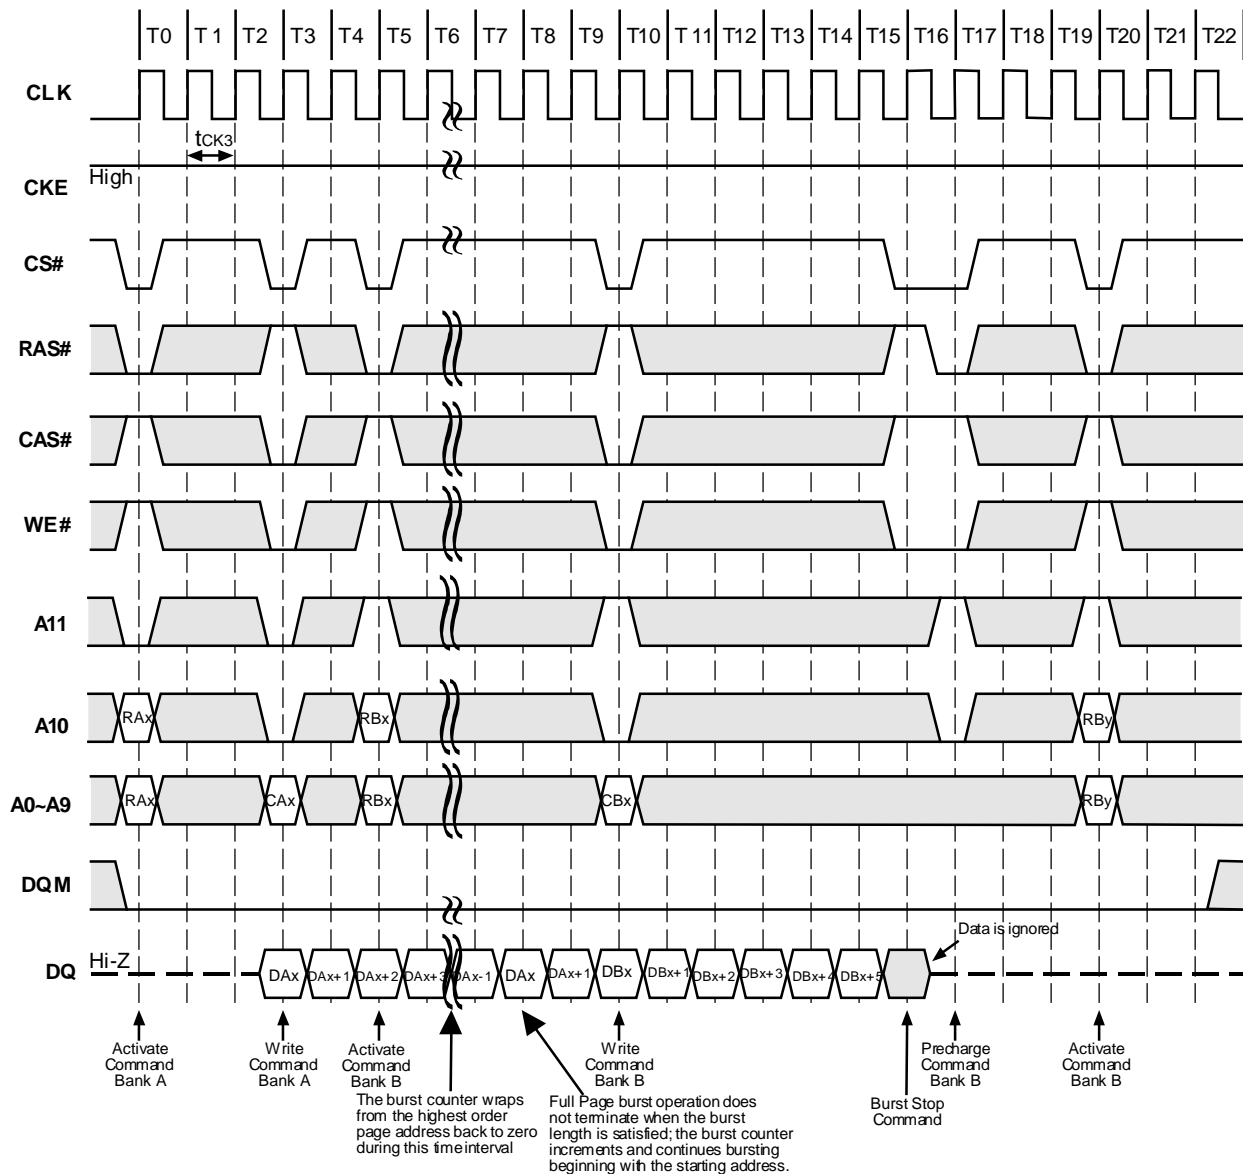 T0 T 1 T2 T3 T4 T5 T6 T7 T8 T9 T10 T 11 T12 T13 T14 T15 T16 T17 T18 T19 T20 T21 T22
CLK
tCK3
High
CKE
CS#
RAS#
CAS#
WE#
A11
A10 RAx RBx RBy
A0~A9 RAx CAx RBx CBx RBy
DQM
Data is ignored
DQ Hi-Z DAx DAx+1 DAx+2 DAx+3 DAx-1 DAx DAx+1 DBx DBx+1 DBx+2 DBx+3 DBx+4 DBx+5
Activate
Command
Bank A
Write
Command
Bank A
Activate
Command
Bank B
Write
Command
Bank B
Precharge
Command
Bank B
Activate
Command
Bank B
The burst counter wraps
from the highest order
page address back to zero
during this time interval
Full Page burst operation does
not terminate when the burst
length is satisfied; the burst counter
increments and continues bursting
beginning with the starting address.
Burst Stop
Command